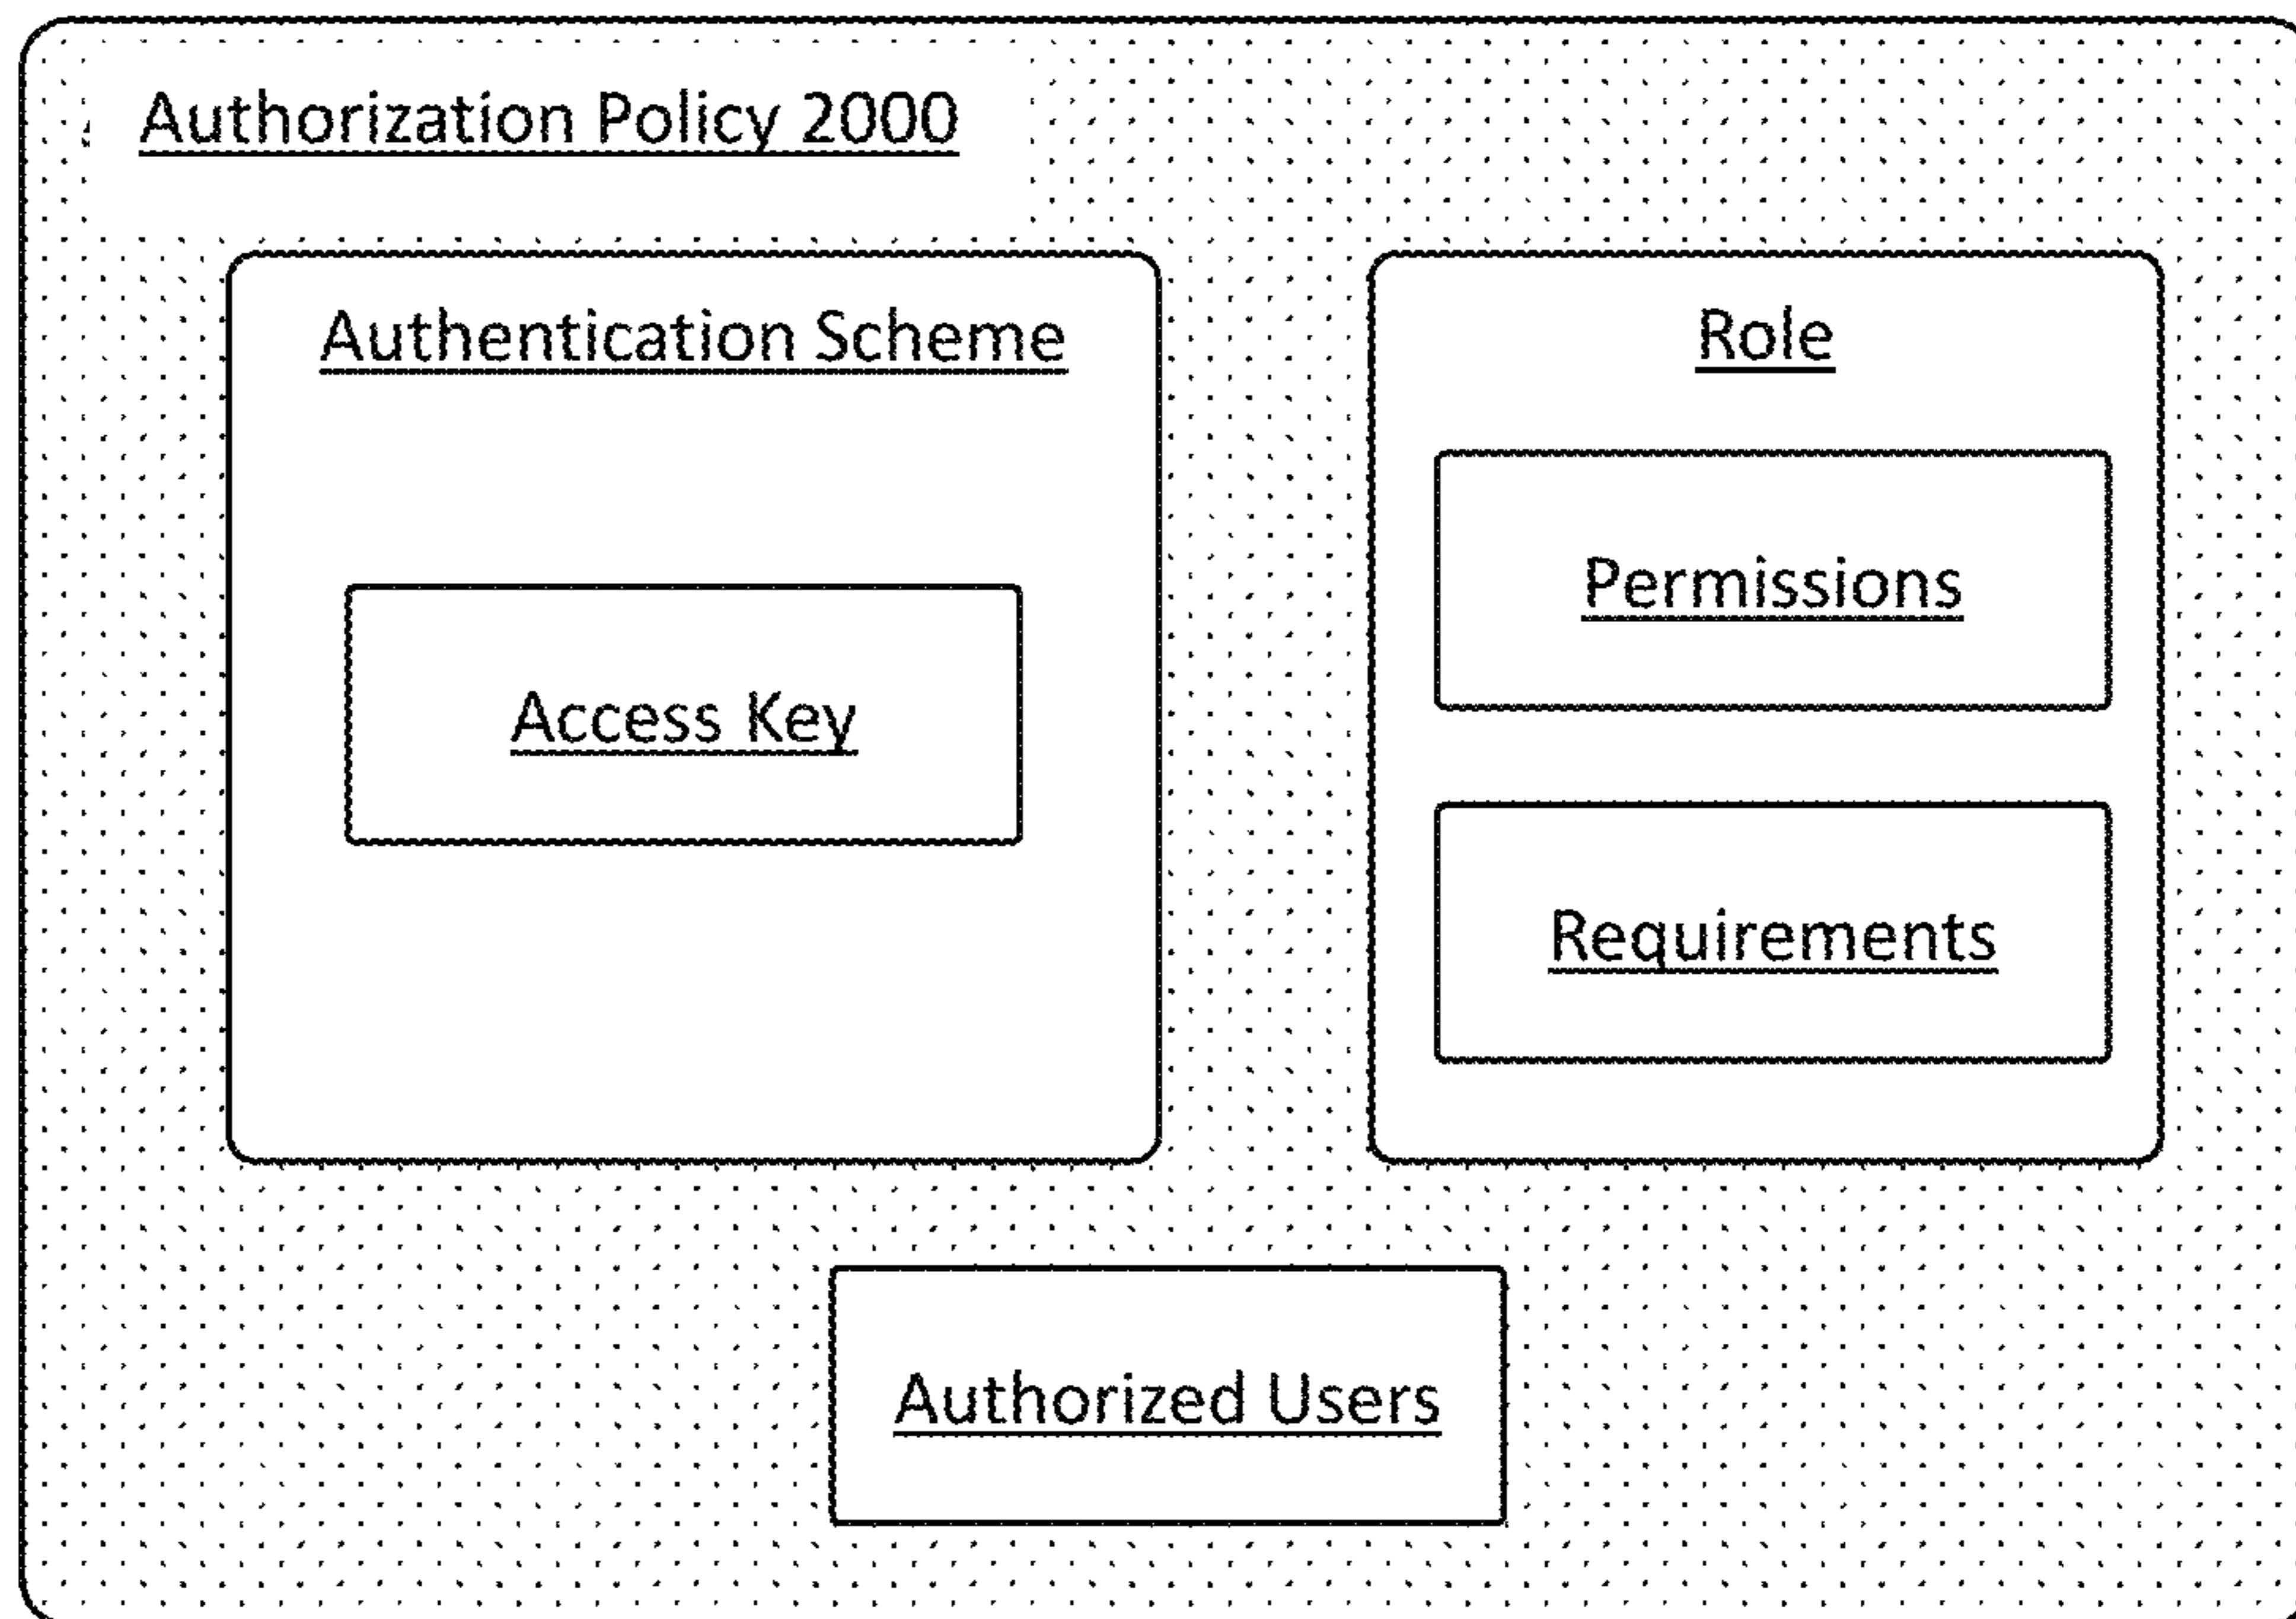 Authorization Policy 2000
Authentication Scheme
Access Key
Role
Permissions
Requirements
Authorized Users